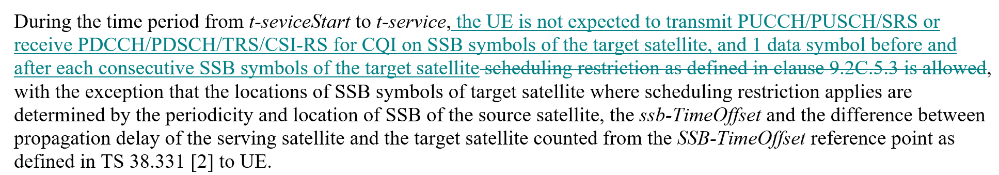 During the time period from t-seviceStart to t-service, the UE is not expected to transmit PUCCH/PUSCH/SRS or
receive PDCCH/PDSCH/TRS/CSI-RS for CQI on SSB symbols of the target satellite, and 1 data symbol before and
after each consecutive SSB symbols of the target satellite scheduling restriction as defined in clause 9.2C.5.3 is allowed,
with the exception that the locations of SSB symbols of target satellite where scheduling restriction applies are
determined by the periodicity and location of SSB of the source satellite, the ssb-TimeOffset and the difference between
propagation delay of the serving satellite and the target satellite counted from the SSB-TimeOffset reference point as
defined in TS 38.331 [2] to UE.